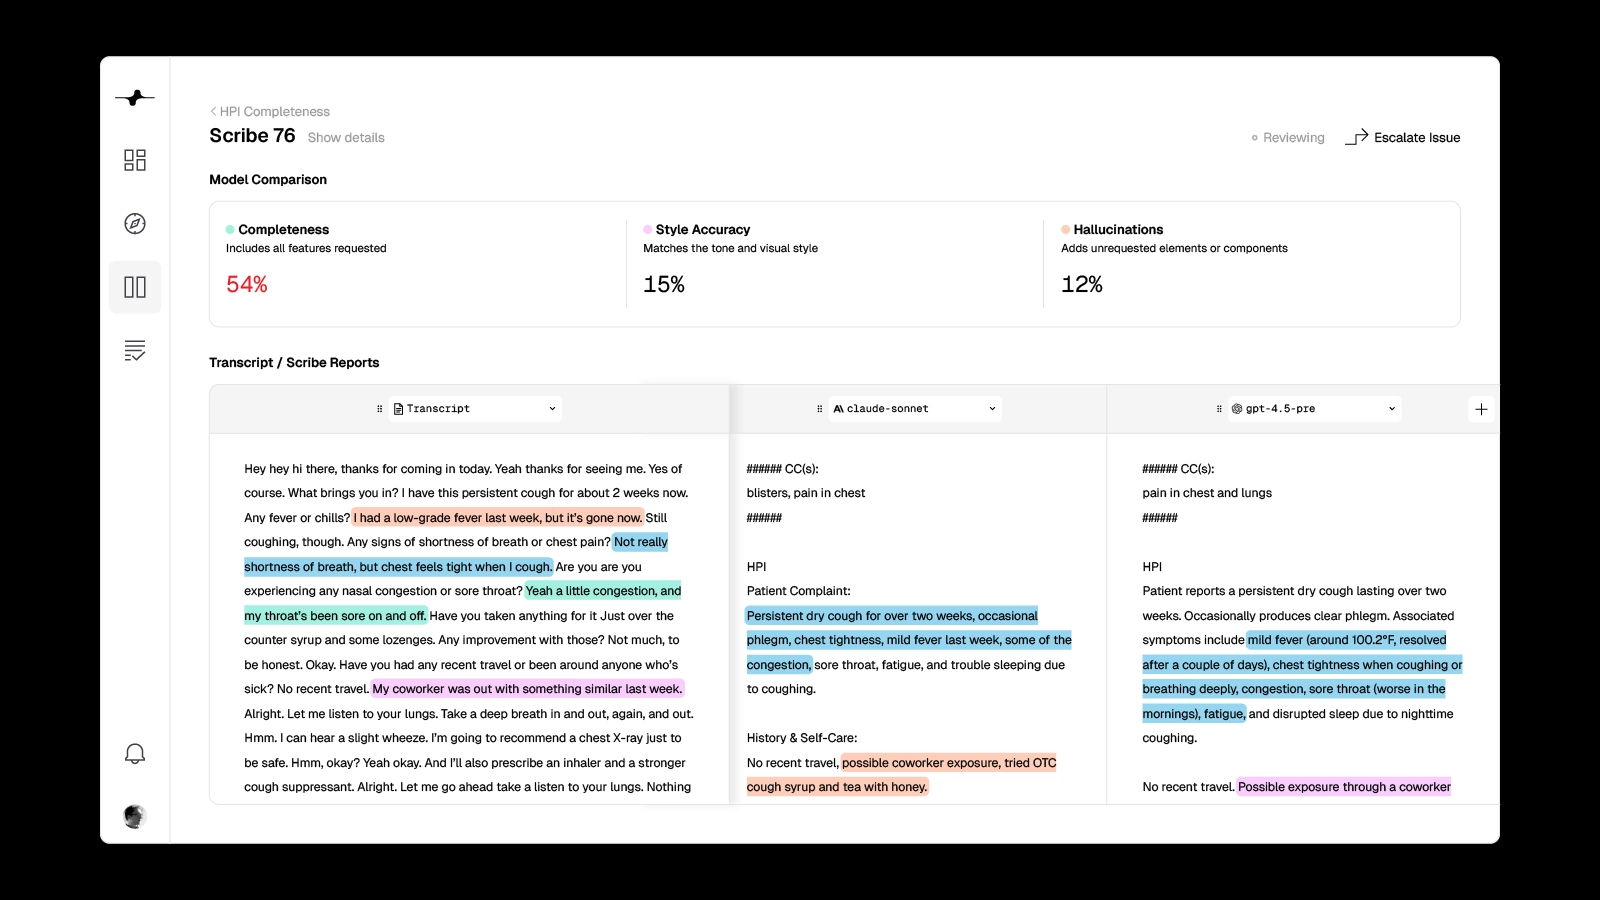 HPI Completeness
Scribe 76 Show details
Reviewing Escalate Issue
Model Comparison
Completeness
Includes all features requested
54%
Style Accuracy
Matches the tone and visual style
15%
Hallucinations
Adds unrequested elements or components
12%
Transcript / Scribe Reports
Transcript
Hey hey hi there, thanks for coming in today. Yeah thanks for seeing me. Yes of
course. What brings you in? I have this persistent cough for about 2 weeks now.
Any fever or chills? I had a low-grade fever last week, but it's gone now. Still
coughing, though. Any signs of shortness of breath or chest pain? Not really
shortness of breath, but chest feels tight when I cough. Are you are you
experiencing any nasal congestion or sore throat? Yeah a little congestion, and
my throat's been sore on and off. Have you taken anything for it Just over the
counter syrup and some lozenges. Any improvement with those? Not much, to
be honest. Okay. Have you had any recent travel or been around anyone who's
sick? No recent travel. My coworker was out with something similar last week.
Alright. Let me listen to your lungs. Take a deep breath in and out, again, and out.
Hmm. I can hear a slight wheeze. I'm going to recommend a chest X-ray just to
be safe. Hmm, okay? Yeah okay. And I'll also prescribe an inhaler and a stronger
cough suppressant. Alright. Let me go ahead take a listen to your lungs. Nothing
claude-sonnet
###### CC(s):
blisters, pain in chest
######
HPI
Patient Complaint:
Persistent dry cough for over two weeks, occasional
phlegm, chest tightness, mild fever last week, some of the
congestion, sore throat, fatigue, and trouble sleeping due
to coughing.
History & Self-Care:
No recent travel, possible coworker exposure, tried OTC
cough syrup and tea with honey.
gpt-4.5-pre
###### CC(s):
pain in chest and lungs
######
HPI
Patient reports a persistent dry cough lasting over two
weeks. Occasionally produces clear phlegm. Associated
symptoms include mild fever (around 100.2°F, resolved
after a couple of days), chest tightness when coughing or
breathing deeply, congestion, sore throat (worse in the
mornings), fatigue, and disrupted sleep due to nighttime
coughing.
No recent travel. Possible exposure through a coworker